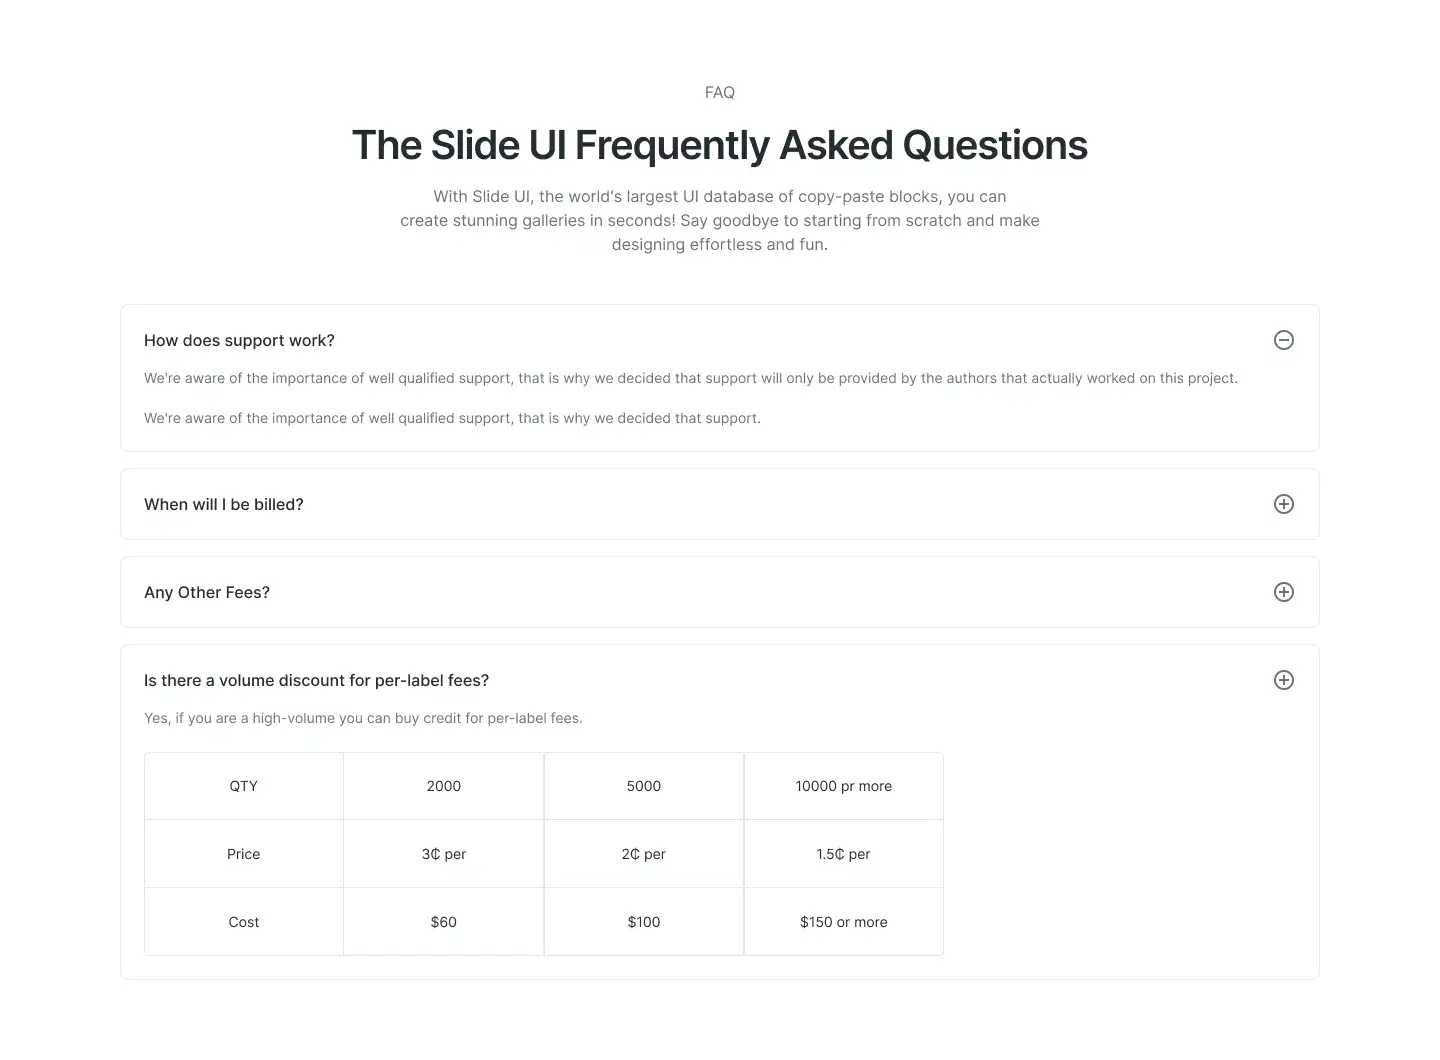 FAQ
The Slide UI Frequently Asked Questions
With Slide UI, the world's largest UI database of copy-paste blocks, you can
create stunning galleries in seconds! Say goodbye to starting from scratch and make
designing effortless and fun.
How does support work?
We're aware of the importance of well qualified support, that is why we decided that support will only be provided by the authors that actually worked on this project.
We're aware of the importance of well qualified support, that is why we decided that support.
When will I be billed?
Any Other Fees?
Is there a volume discount for per-label fees?
Yes, if you are a high-volume you can buy credit for per-label fees.
QTY 2000 5000 10000 pr more
Price 3₵ per 2₵ per 1.5₵ per
Cost $60 $100 $150 or more